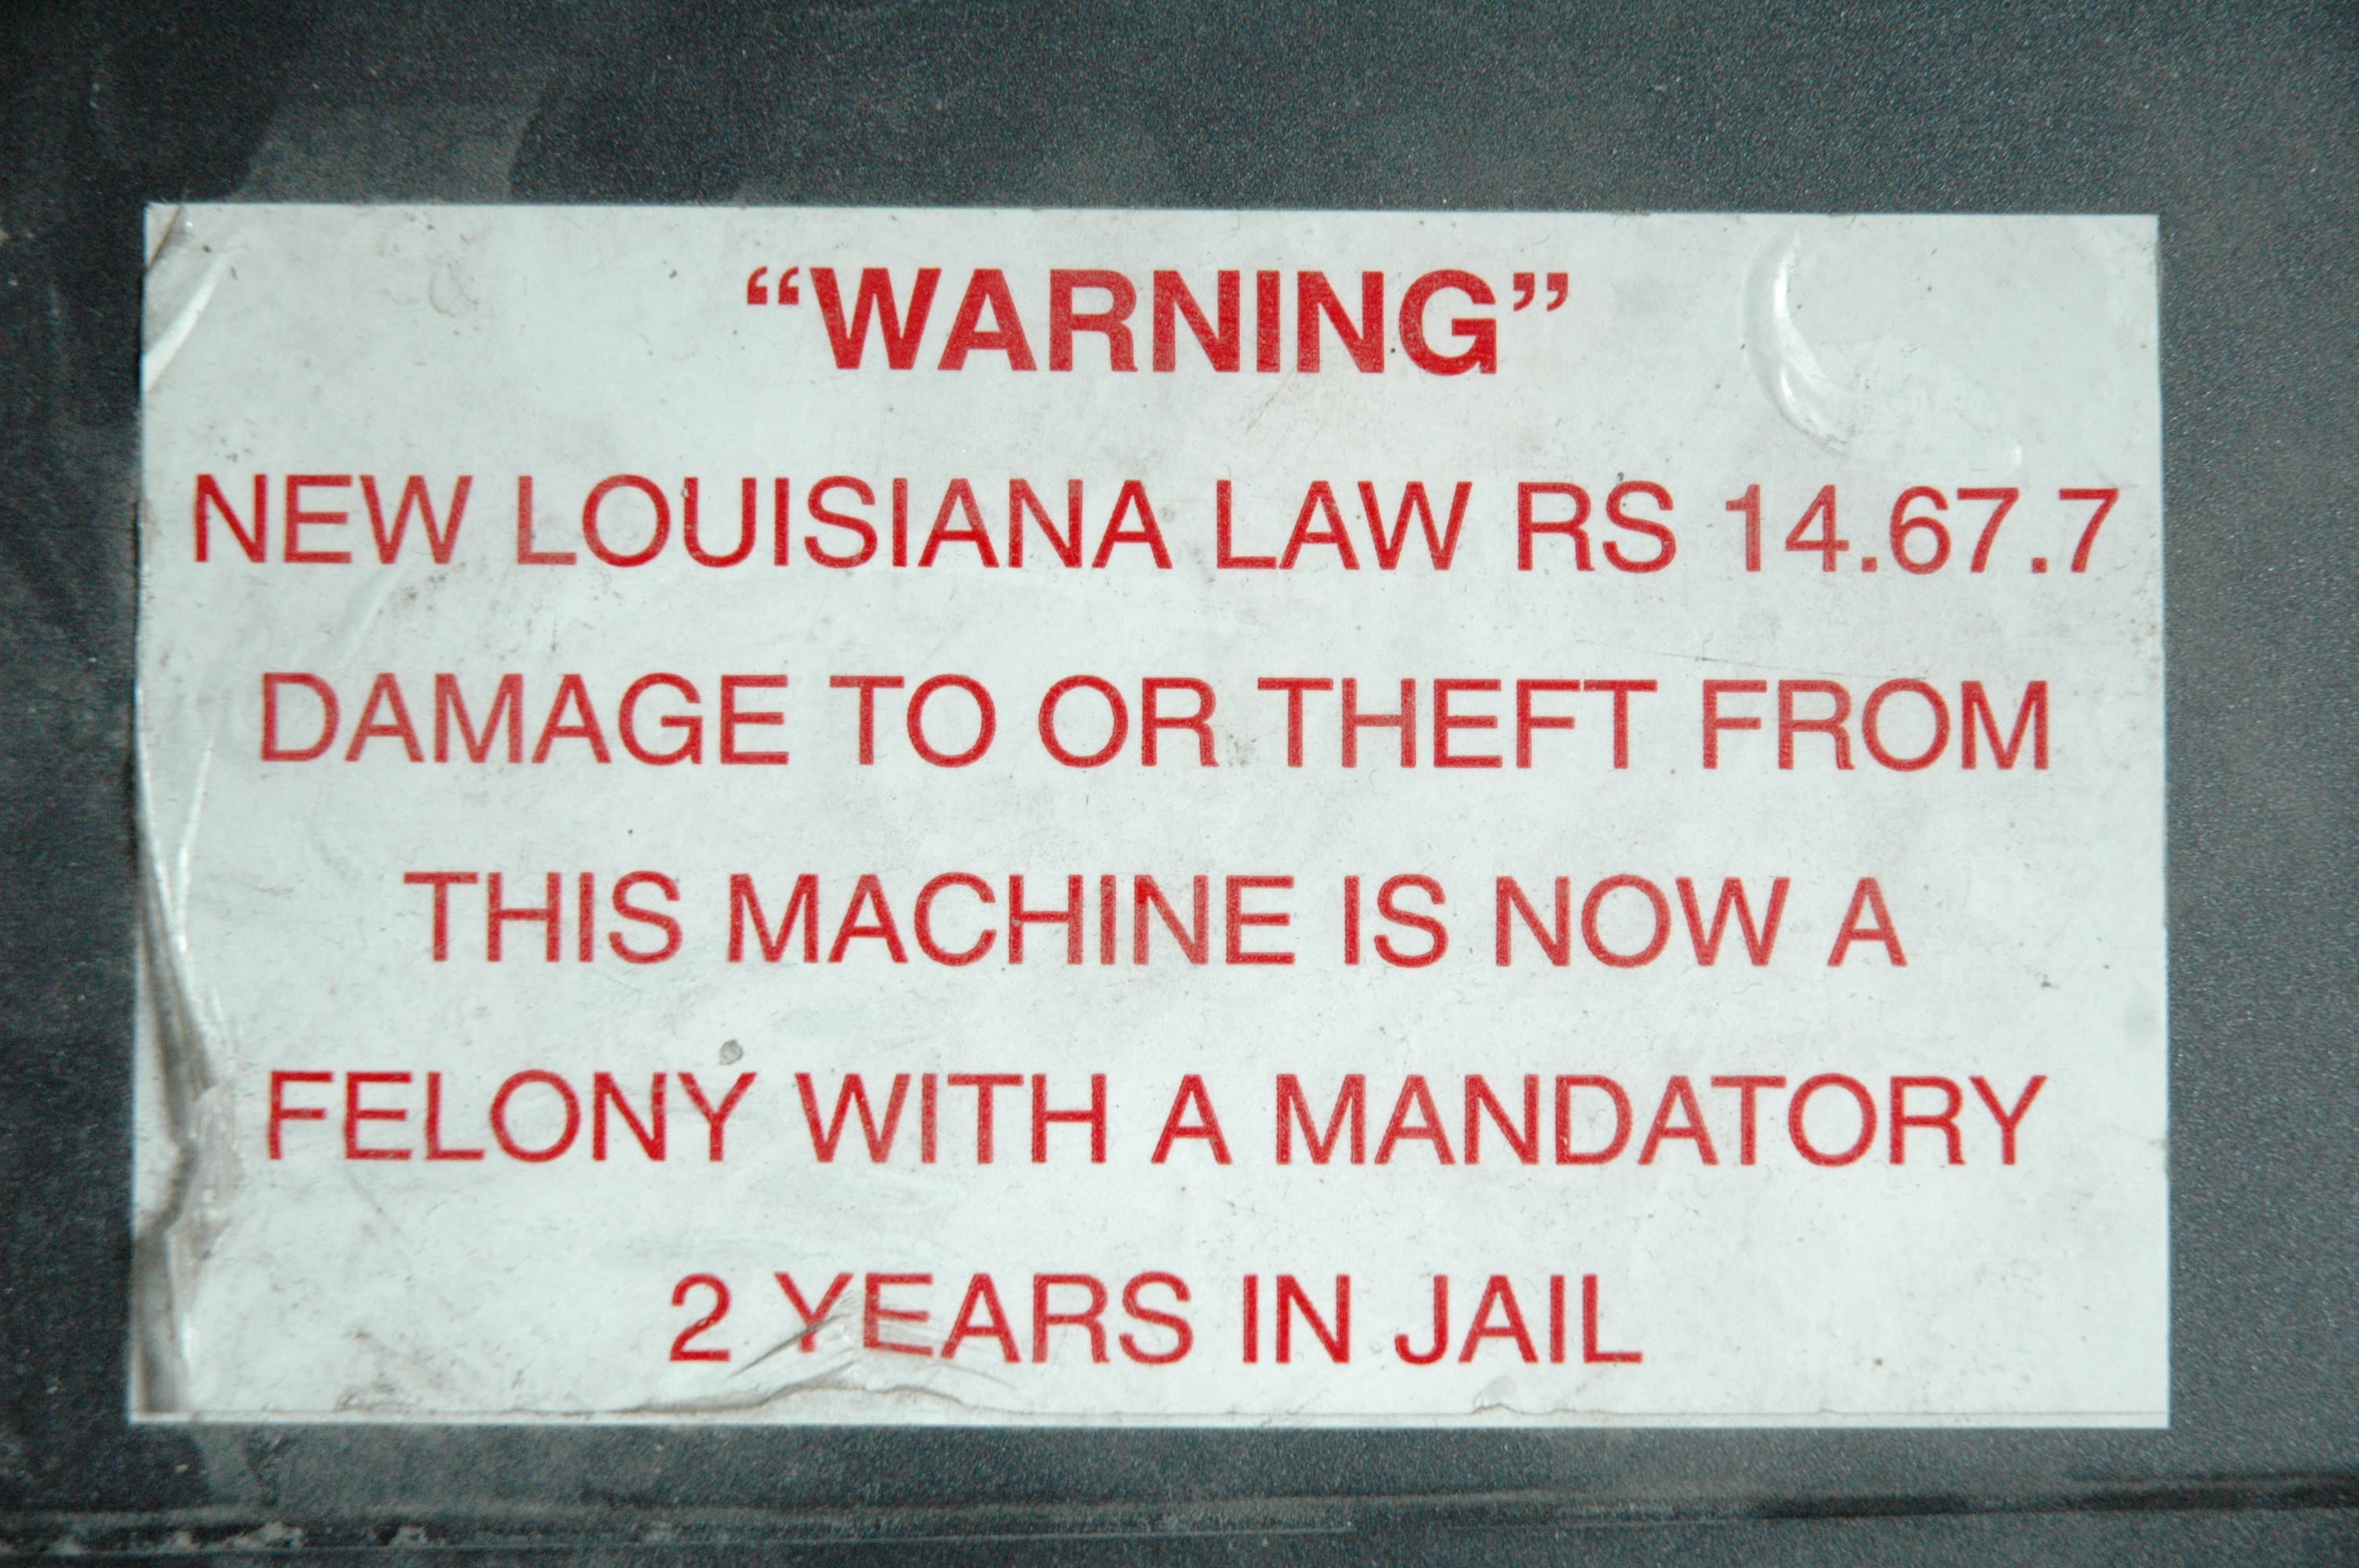 “WARNING”
NEW LOUISIANA LAW RS 14.67.7
DAMAGE TO OR THEFT FROM
THIS MACHINE IS NOW A
FELONY WITH A MANDATORY
2 YEARS IN JAIL